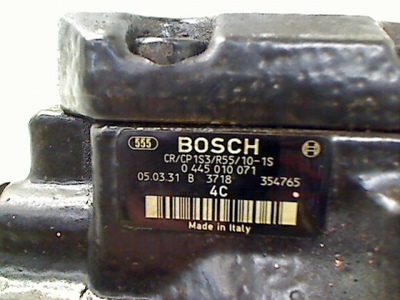 555 BOSCH
CR/CP1S3/R55/10-1S
0 445 010 071
05.03.31 B 3718 354765
4C
Made in Italy